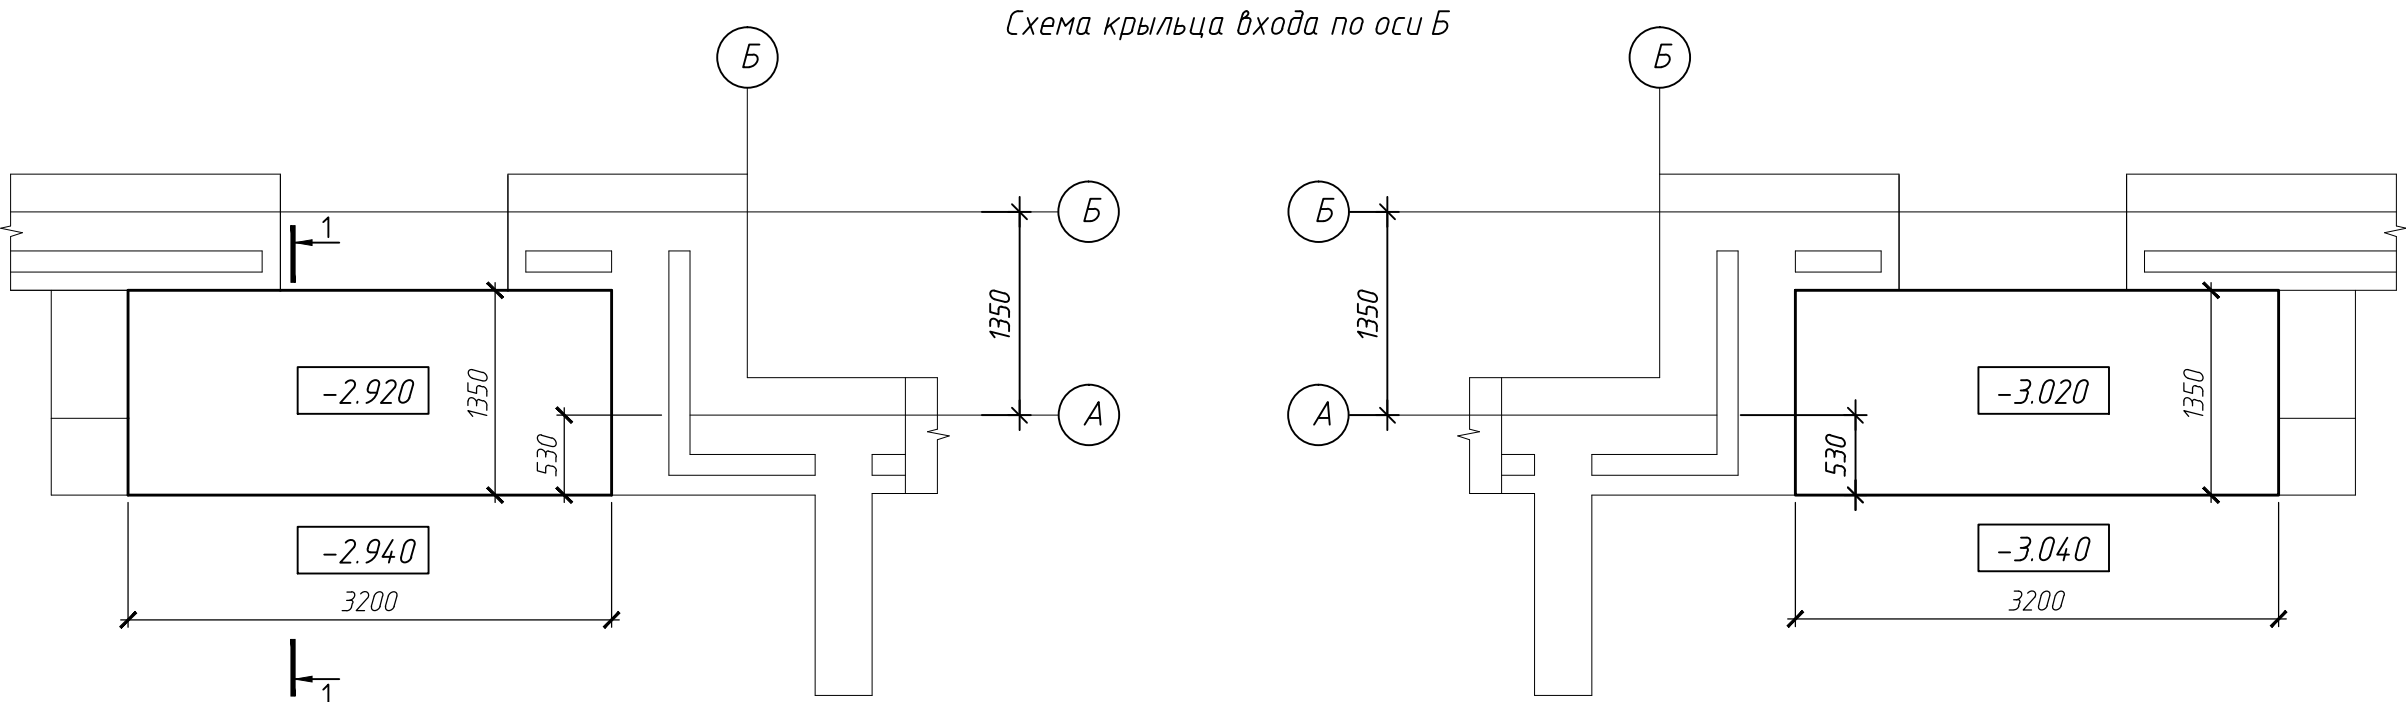 Схема крыльца входа по оси Б
Б
Б
1
Б
Б
1350
1350
-2.920
1350
530
А
А
-3.020
1350
530
-2.940
-3.040
3200
3200
1